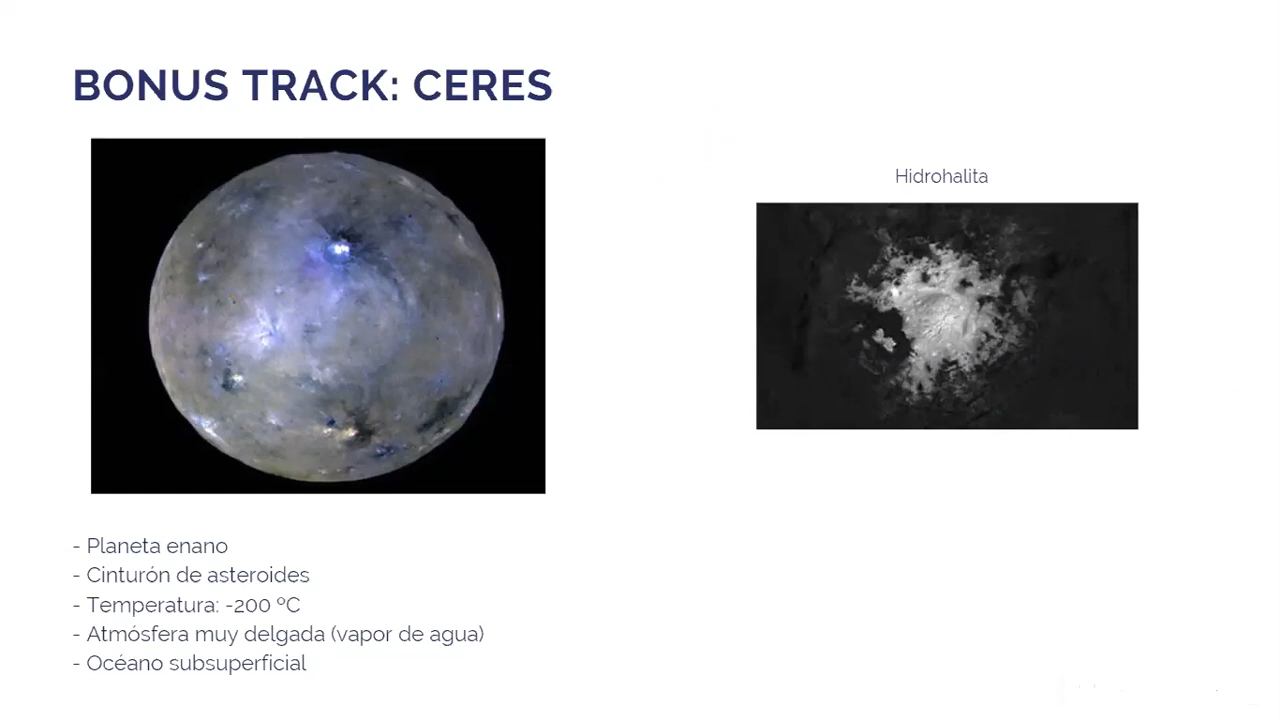 BONUS TRACK: CERES
Hidrohalita
- Planeta enano
- Cinturón de asteroides
- Temperatura: -200 ºC
- Atmósfera muy delgada (vapor de agua)
- Océano subsuperficial